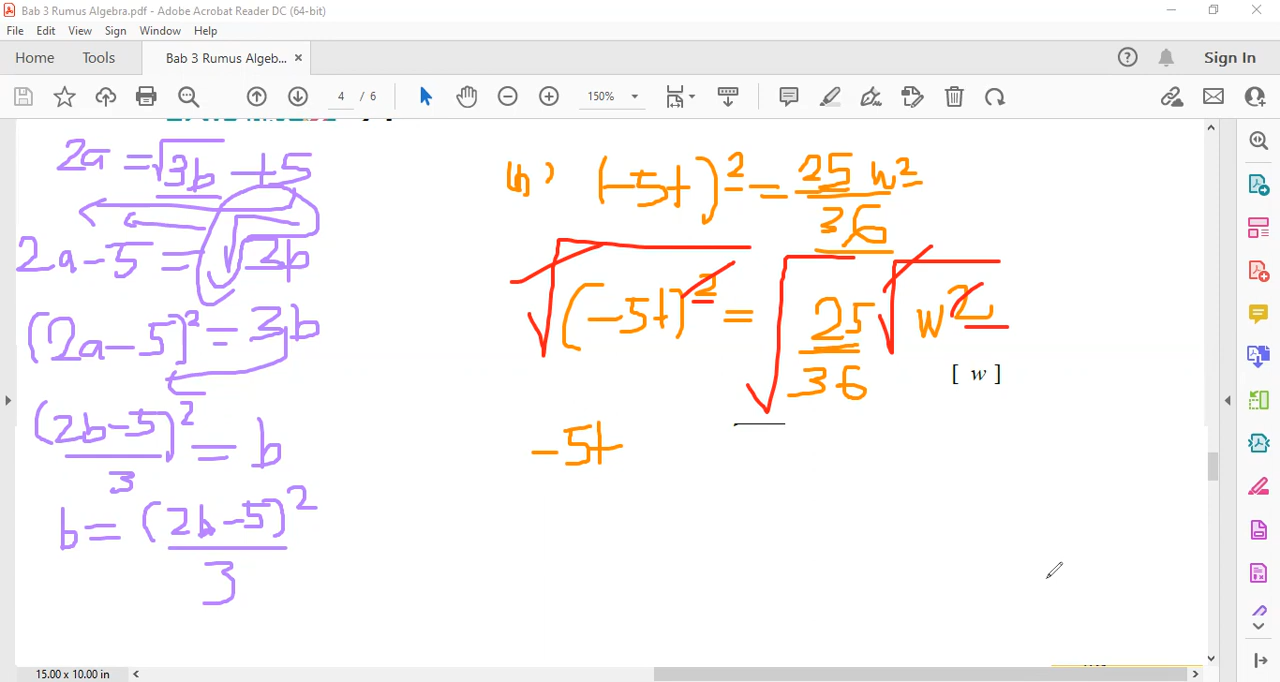 Bab 3 Rumus Algebra.pdf - Adobe Acrobat Reader DC (64-bit)
File Edit View Sign Window Help
Home Tools Bab 3 Rumus Algeb... ×
Sign In
4 / 6 150%
2a = √3b + 5
2a - 5 = √3b
(2a - 5)² = 3b
(2b - 5)² / 3 = b
b = (2b - 5)² / 3
(h) (-5t)² = 25/36 w²
√(-5t)² = √25/36 √w²
[ w ]
-5t
15.00 x 10.00 in